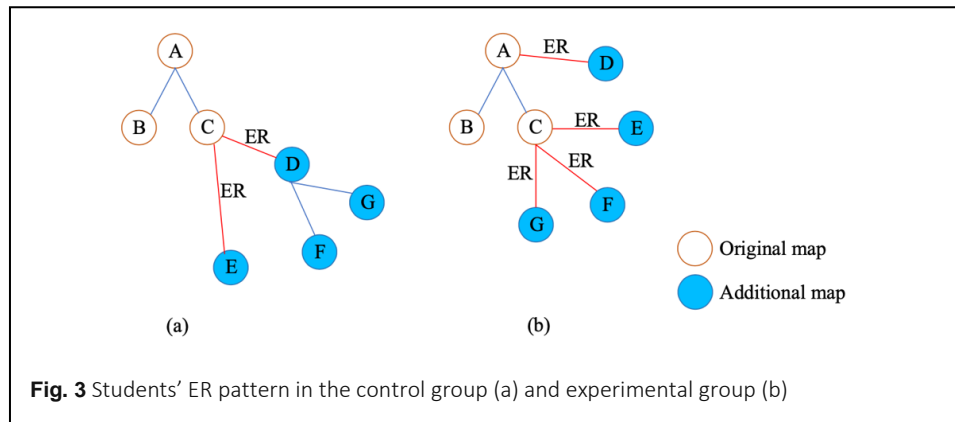 A
ER
D
B
C
ER
D
ER
G
F
E
(a)
A
ER
D
B
C
ER
E
ER
ER
F
G
(b)
Original map
Additional map
Fig. 3 Students’ ER pattern in the control group (a) and experimental group (b)